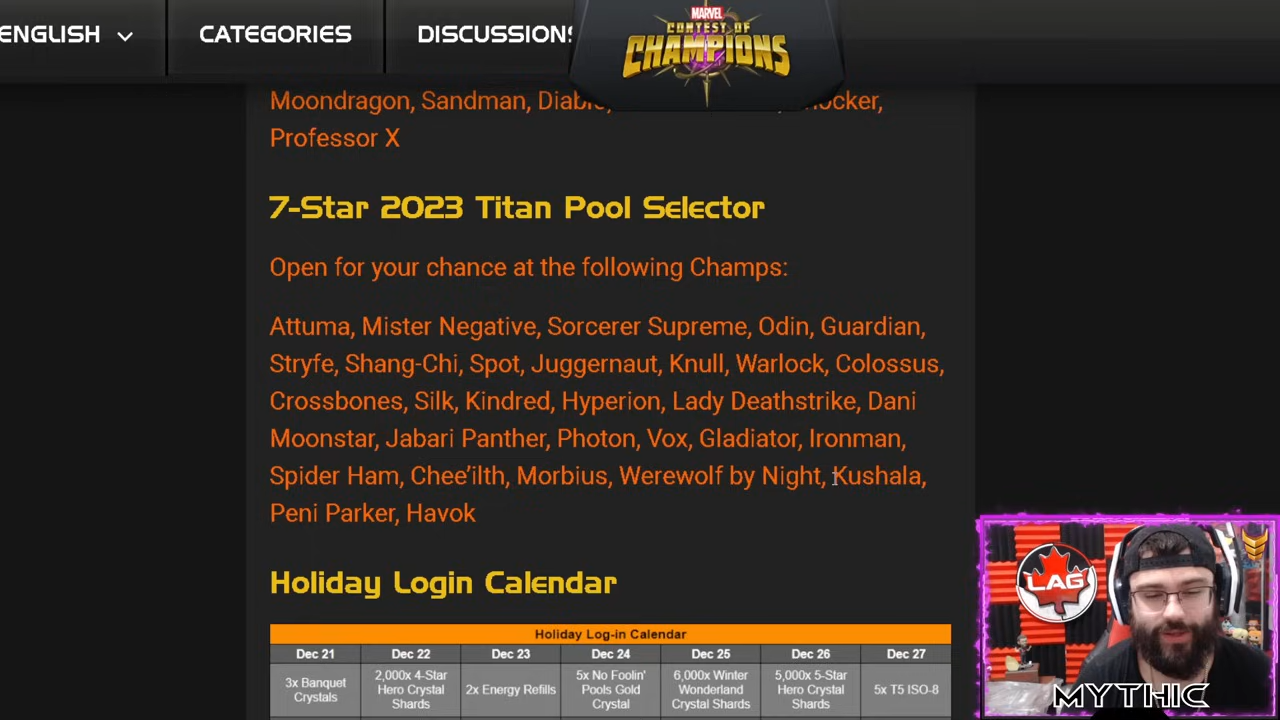 ENGLISH CATEGORIES DISCUSSIONS
MARVEL
CONTEST OF
CHAMPIONS
Moondragon, Sandman, Diablo,
Professor X
7-Star 2023 Titan Pool Selector
Open for your chance at the following Champs:
Attuma, Mister Negative, Sorcerer Supreme, Odin, Guardian,
Stryfe, Shang-Chi, Spot, Juggernaut, Knull, Warlock, Colossus,
Crossbones, Silk, Kindred, Hyperion, Lady Deathstrike, Dani
Moonstar, Jabari Panther, Photon, Vox, Gladiator, Ironman,
Spider Ham, Chee'ilth, Morbius, Werewolf by Night, Kushala,
Peni Parker, Havok
Holiday Login Calendar
Holiday Log-in Calendar
Dec 21 Dec 22 Dec 23 Dec 24 Dec 25 Dec 26 Dec 27
3x Banquet
Crystals
2,000x 4-Star
Hero Crystal
Shards
2x Energy Refills
5x No Foolin'
Pools Gold
Crystal
6,000x Winter
Wonderland
Crystal Shards
5,000x 5-Star
Hero Crystal
Shards
5x T5 ISO-8
LAG
MYTHIC